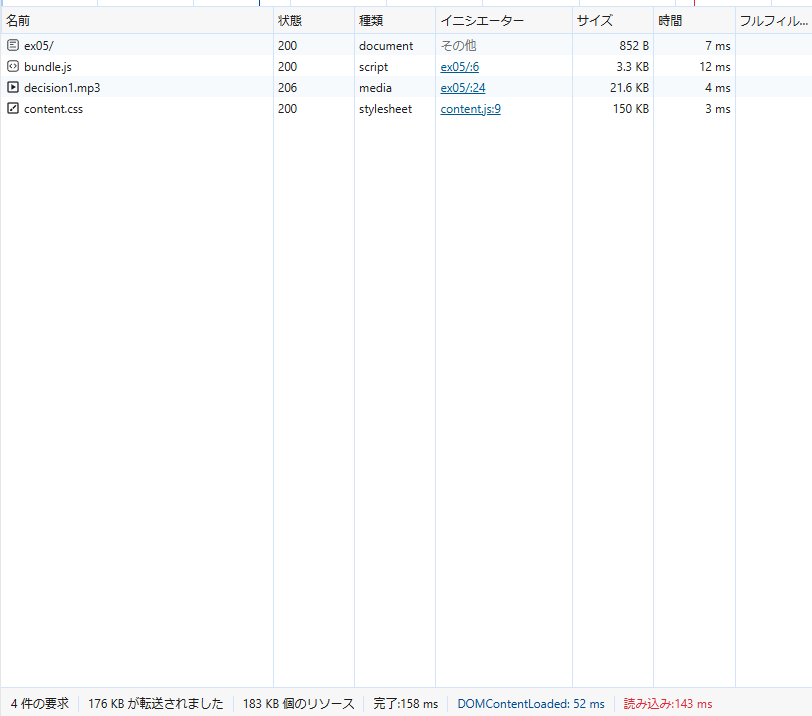 名前 状態 種類 イニシエーター サイズ 時間 フルフィル...
ex05/ 200 document その他 852 B 7 ms
bundle.js 200 script ex05/:6 3.3 KB 12 ms
decision1.mp3 206 media ex05/:24 21.6 KB 4 ms
content.css 200 stylesheet content.js:9 150 KB 3 ms
4 件の要求 176 KB が転送されました 183 KB 個のリソース 完了:158 ms DOMContentLoaded: 52 ms 読み込み:143 ms